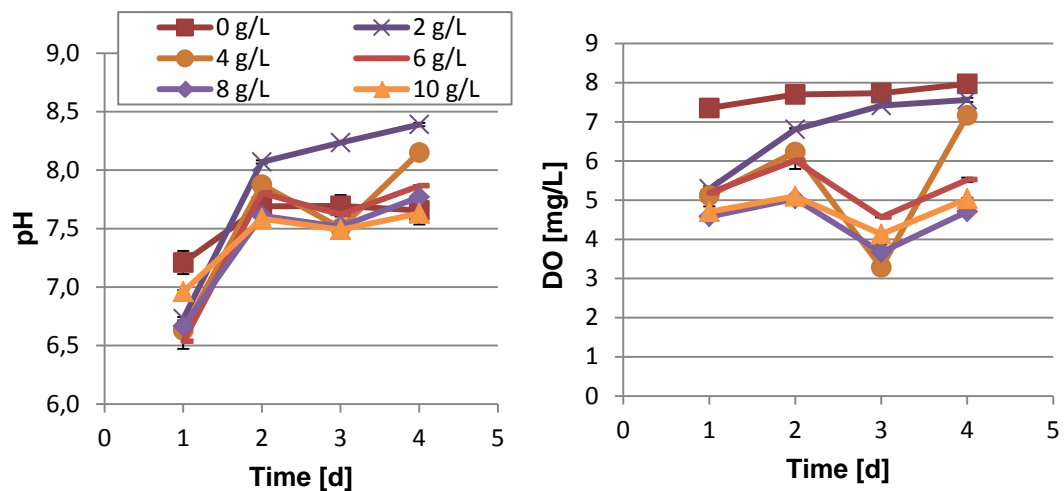 0 g/L 2 g/L
4 g/L 6 g/L
8 g/L 10 g/L
9,0
8,5
8,0
7,5
7,0
6,5
6,0
pH
0 1 2 3 4 5
Time [d]
9
8
7
6
5
4
3
2
1
0
DO [mg/L]
0 1 2 3 4 5
Time [d]